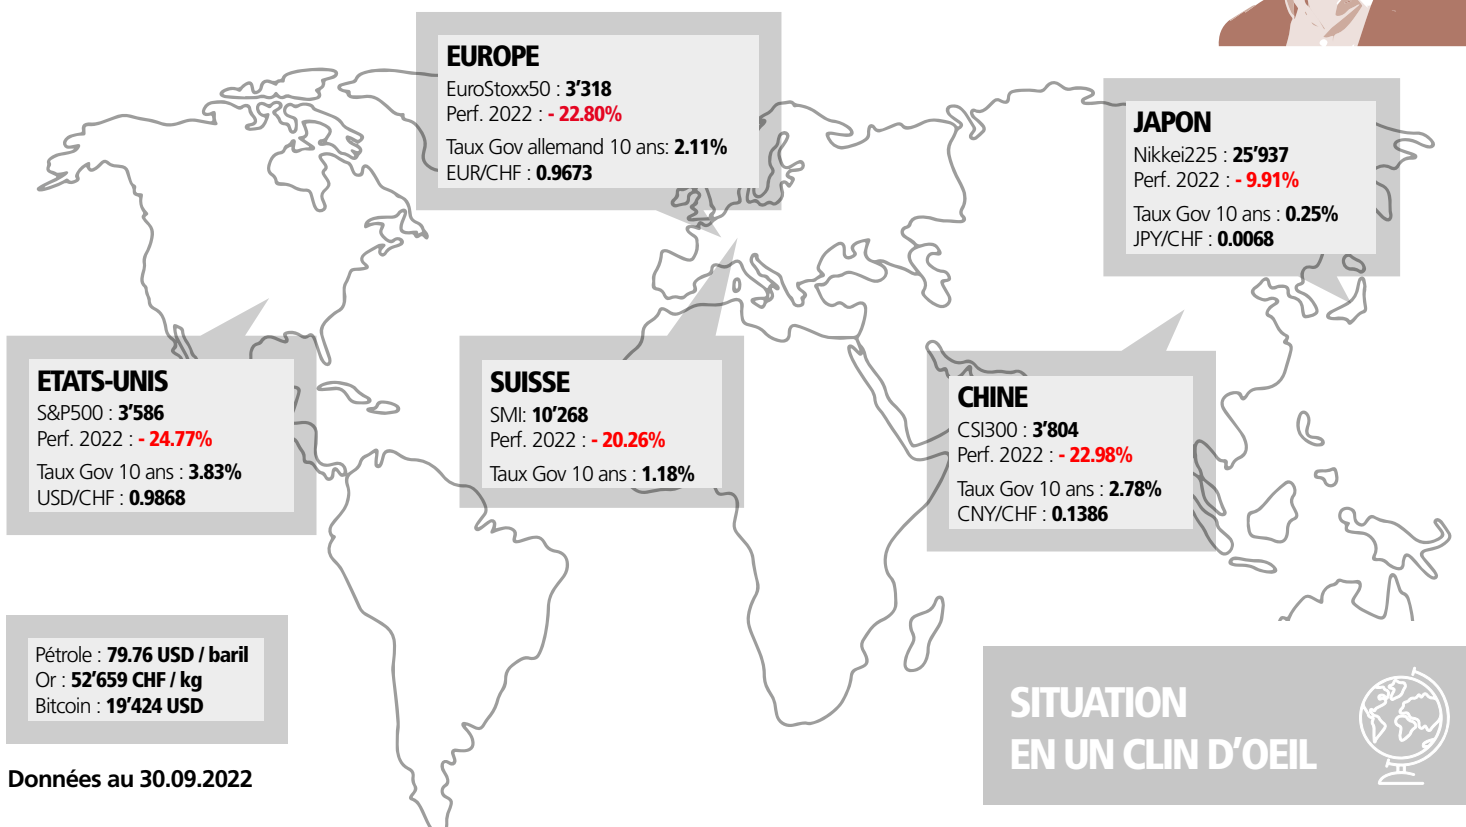 EUROPE
EuroStoxx50 : 3’318
Perf. 2022 : - 22.80%
Taux Gov allemand 10 ans: 2.11%
EUR/CHF : 0.9673
JAPON
Nikkei225 : 25’937
Perf. 2022 : - 9.91%
Taux Gov 10 ans : 0.25%
JPY/CHF : 0.0068
ETATS-UNIS
S&P500 : 3’586
Perf. 2022 : - 24.77%
Taux Gov 10 ans : 3.83%
USD/CHF : 0.9868
SUISSE
SMI: 10’268
Perf. 2022 : - 20.26%
Taux Gov 10 ans : 1.18%
CHINE
CSI300 : 3’804
Perf. 2022 : - 22.98%
Taux Gov 10 ans : 2.78%
CNY/CHF : 0.1386
Pétrole : 79.76 USD / baril
Or : 52’659 CHF / kg
Bitcoin : 19’424 USD
Données au 30.09.2022
SITUATION
EN UN CLIN D’OEIL